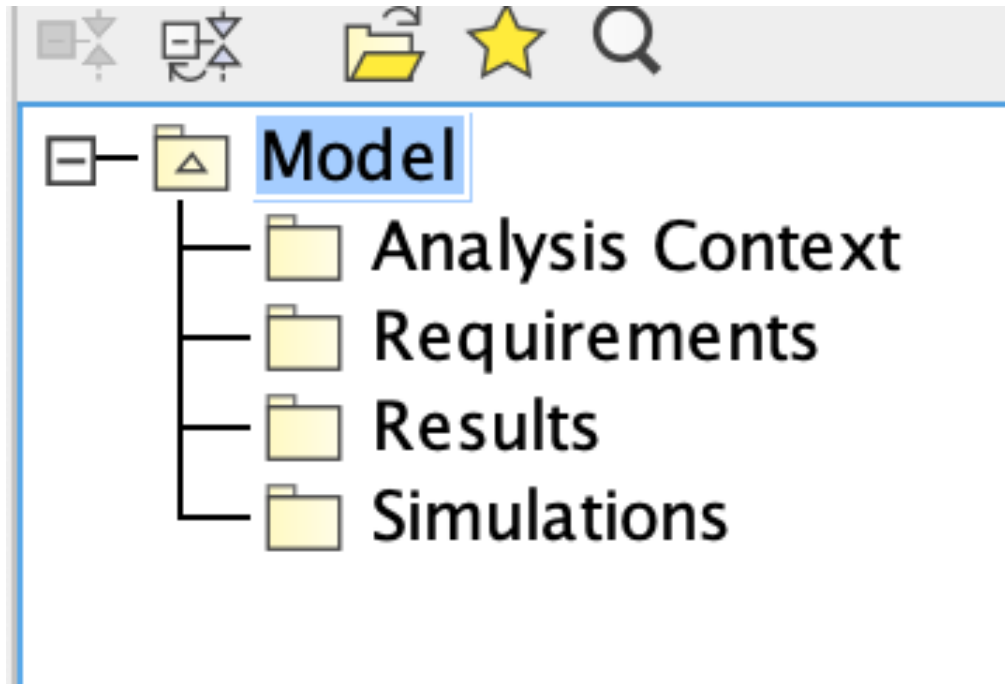 Model
Analysis Context
Requirements
Results
Simulations